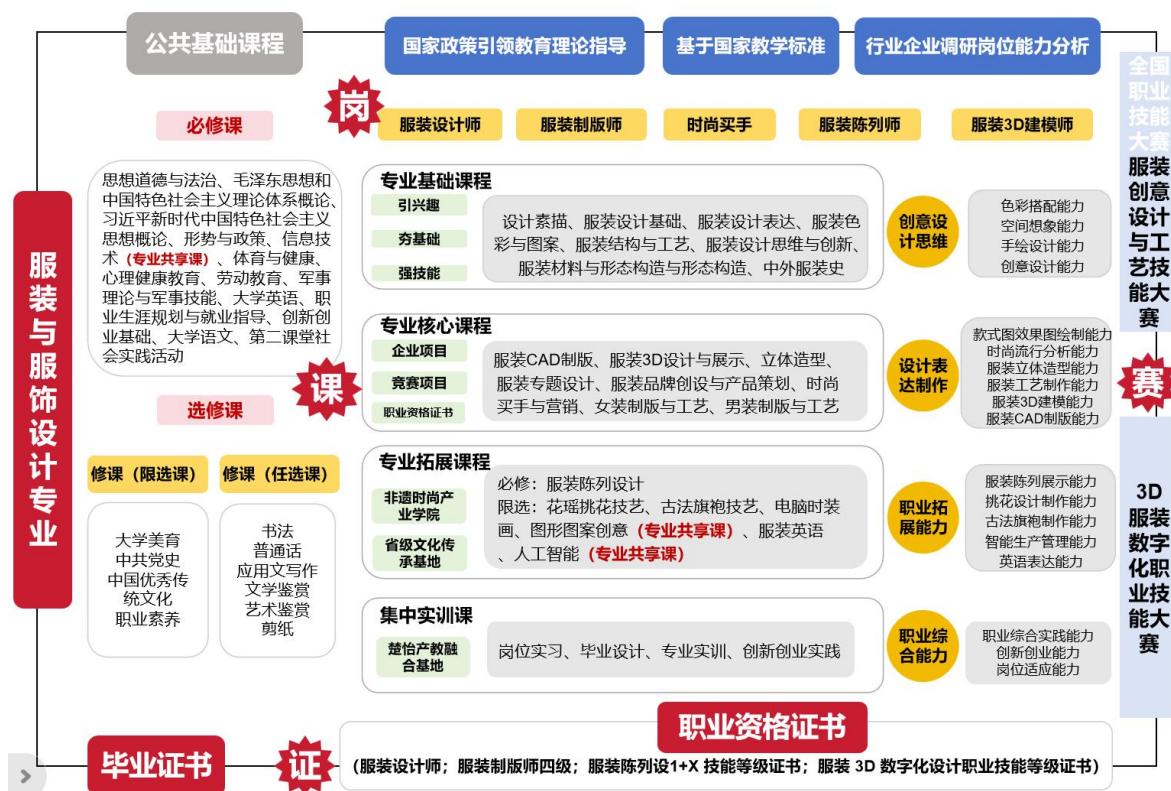 公共基础课程
国家政策引领教育理论指导
基于国家教学标准
行业企业调研岗位能力分析
岗
服装设计师
服装制版师
时尚买手
服装陈列师
服装3D建模师
服装与服饰设计专业
必修课
思想道德与法治、毛泽东思想和
中国特色社会主义理论体系概论、
习近平新时代中国特色社会主义
思想概论、形势与政策、信息技
术（专业共享课）、体育与健康、
心理健康教育、劳动教育、军事
理论与军事技能、大学英语、职
业生涯规划与就业指导、创新创
业基础、大学语文、第二课堂社
会实践活动
选修课
修课（限选课）
修课（任选课）
大学美育
中共党史
中国优秀传
统文化
职业素养
书法
普通话
应用文写作
文学鉴赏
艺术鉴赏
剪纸
课
专业基础课程
引兴趣
夯基础
强技能
设计素描、服装设计基础、服装设计表达、服装色
彩与图案、服装结构与工艺、服装设计思维与创新、
服装材料与形态构造与形态构造、中外服装史
创意设
计思维
色彩搭配能力
空间想象能力
手绘设计能力
创意设计能力
专业核心课程
企业项目
竞赛项目
职业资格证书
服装CAD制版、服装3D设计与展示、立体造型、
服装专题设计、服装品牌创设与产品策划、时尚
买手与营销、女装制版与工艺、男装制版与工艺
设计表
达制作
款式图效果图绘制能力
时尚流行分析能力
服装立体造型能力
服装工艺制作能力
服装3D建模能力
服装CAD制版能力
专业拓展课程
非遗时尚产
业学院
省级文化传
承基地
必修：服装陈列设计
限选：花瑶挑花技艺、古法旗袍技艺、电脑时装
画、图形图案创意（专业共享课）、服装英语
、人工智能（专业共享课）
职业拓
展能力
服装陈列展示能力
挑花设计制作能力
古法旗袍制作能力
智能生产管理能力
英语表达能力
集中实训课
楚怡产教融
合基地
岗位实习、毕业设计、专业实训、创新创业实践
职业综
合能力
职业综合实践能力
创新创业能力
岗位适应能力
全国
职业
技能
大赛
服装
创意
设计
与工
艺技
能大
赛
赛
3D
服装
数字
化职
业技
能大
赛
毕业证书
证
职业资格证书
（服装设计师；服装制版师四级；服装陈列设1+X 技能等级证书；服装 3D 数字化设计职业技能等级证书）